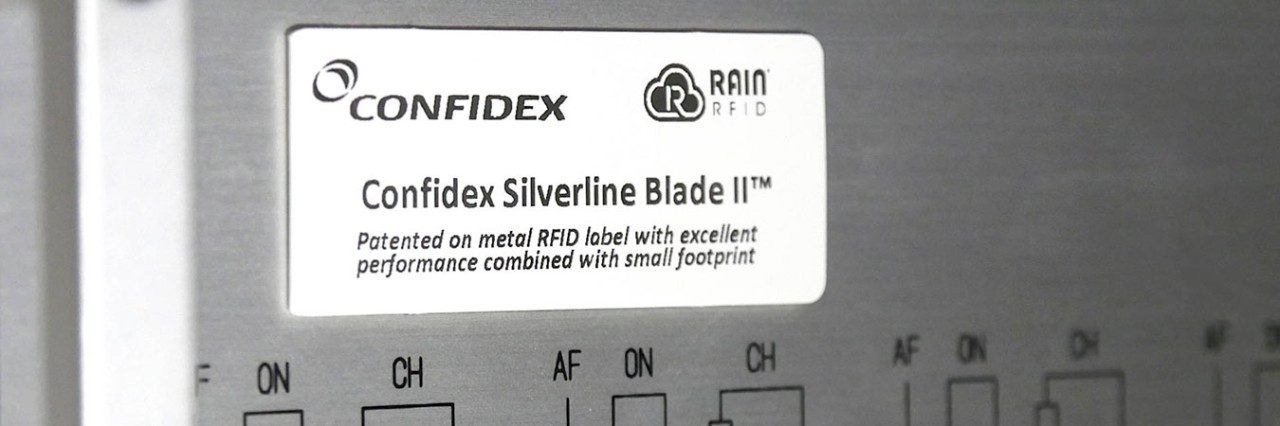 CONFIDEX
RAIN
RFID
Confidex Silverline Blade II™
Patented on metal RFID label with excellent
performance combined with small footprint
ON CH AF ON CH AF ON CH AF